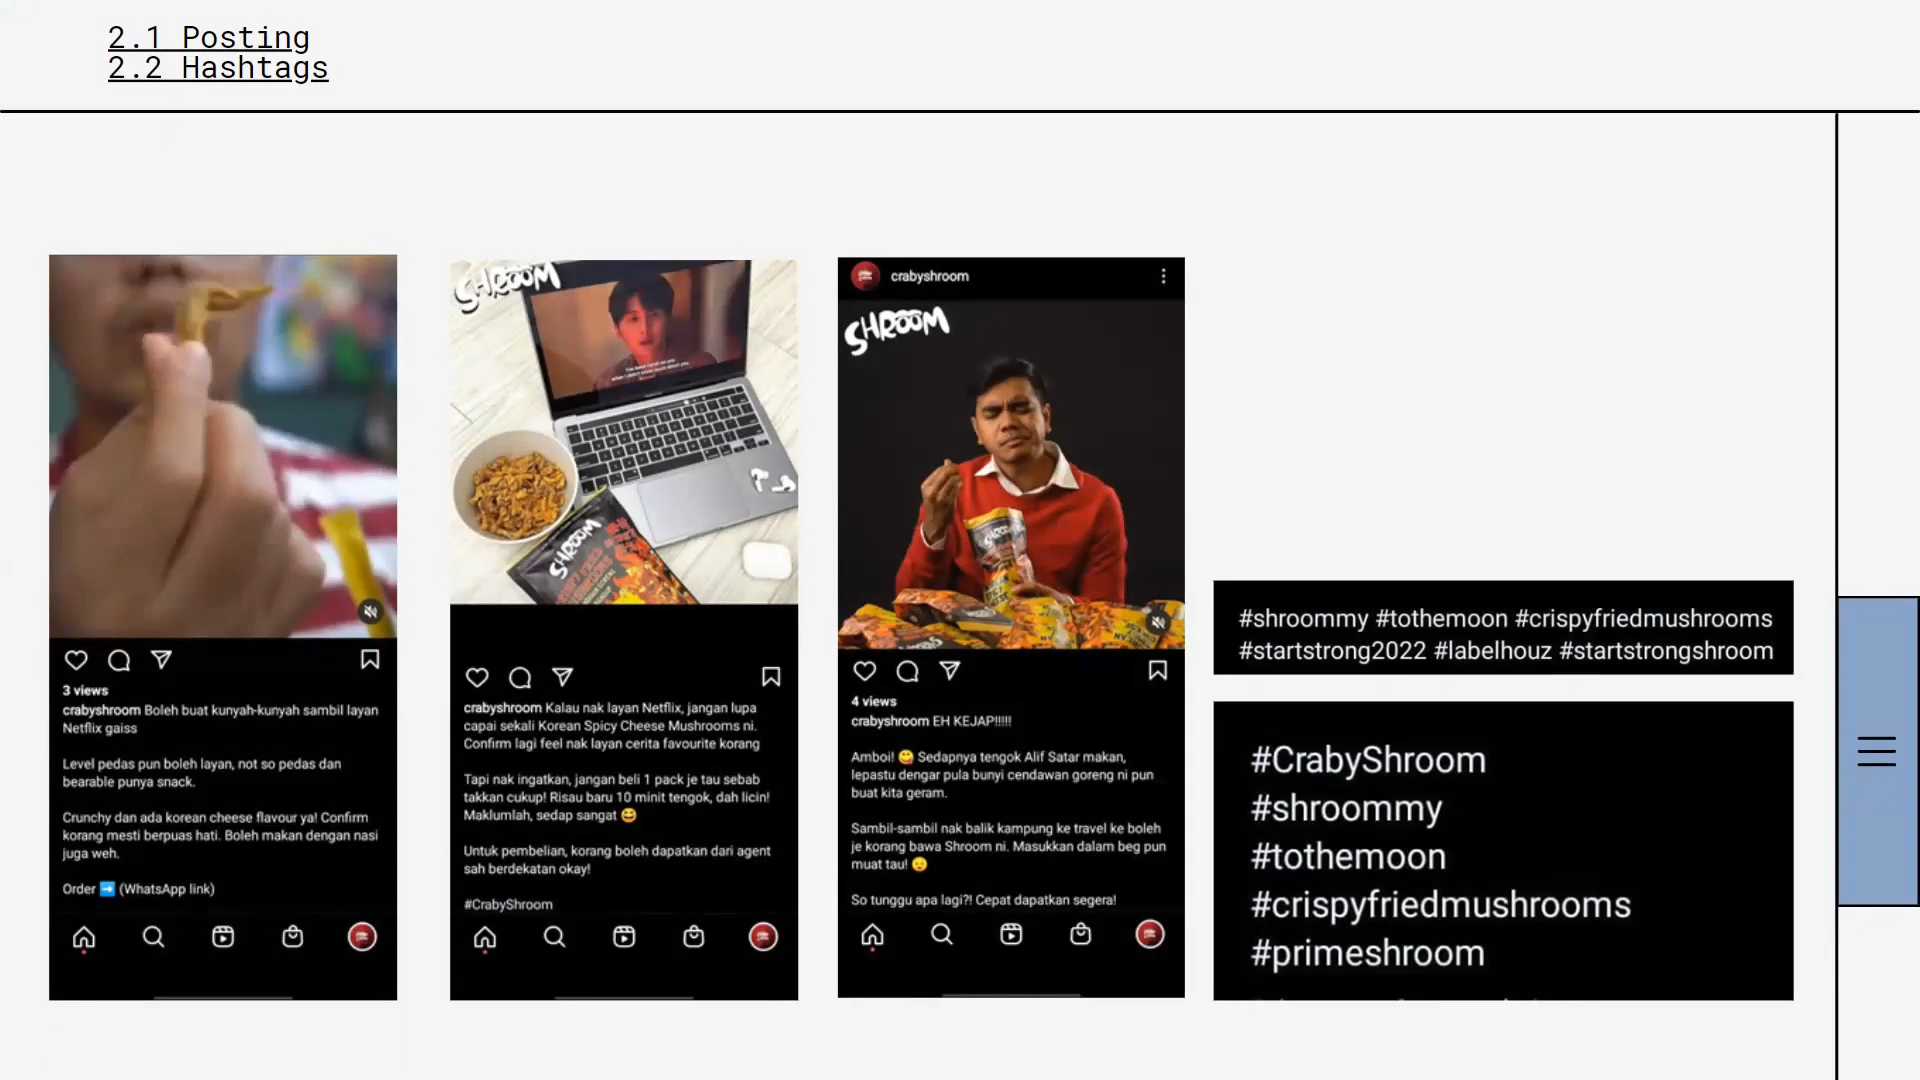 2.1 Posting
2.2 Hashtags
3 views
crabyshroom Boleh buat kunyah-kunyah sambil layan
Netflix gaiss
Level pedas pun boleh layan, not so pedas dan
bearable punya snack.
Crunchy dan ada korean cheese flavour ya! Confirm
korang mesti berpuas hati. Boleh makan dengan nasi
juga weh.
Order ➡️ (WhatsApp link)
SHROOM
SHROOM
crabyshroom Kalau nak layan Netflix, jangan lupa
capai sekali Korean Spicy Cheese Mushrooms ni.
Confirm lagi feel nak layan cerita favourite korang
Tapi nak ingatkan, jangan beli 1 pack je tau sebab
takkan cukup! Risau baru 10 minit tengok, dah licin!
Maklumlah, sedap sangat 😆
Untuk pembelian, korang boleh dapatkan dari agent
sah berdekatan okay!
#CrabyShroom
crabyshroom
SHROOM
SHROOM
4 views
crabyshroom EH KEJAP!!!!!
Amboi! 😋 Sedapnya tengok Alif Satar makan,
lepastu dengar pula bunyi cendawan goreng ni pun
buat kita geram.
Sambil-sambil nak balik kampung ke travel ke boleh
je korang bawa Shroom ni. Masukkan dalam beg pun
muat tau! 😉
So tunggu apa lagi?! Cepat dapatkan segera!
#shroommy #tothemoon #crispyfriedmushrooms
#startstrong2022 #labelhouz #startstrongshroom
#CrabyShroom
#shroommy
#tothemoon
#crispyfriedmushrooms
#primeshroom